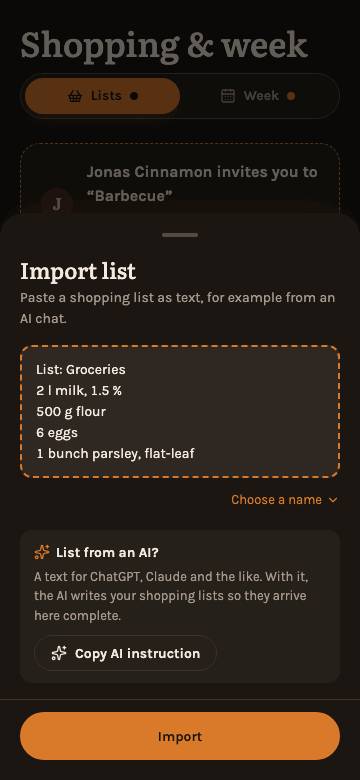 Shopping & week
Lists
Week
Jonas Cinnamon invites you to
“Barbecue”
J
Import list
Paste a shopping list as text, for example from an
AI chat.
List: Groceries
2 l milk, 1.5 %
500 g flour
6 eggs
1 bunch parsley, flat-leaf
Choose a name
List from an AI?
A text for ChatGPT, Claude and the like. With it,
the AI writes your shopping lists so they arrive
here complete.
Copy AI instruction
Import